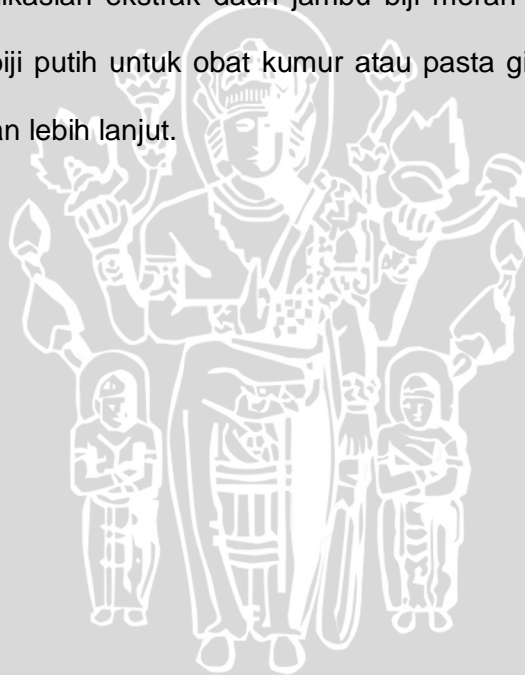 ekstrak daun jambu biji merah
biji putih untuk obat kumur atau pasta
lebih lanjut.